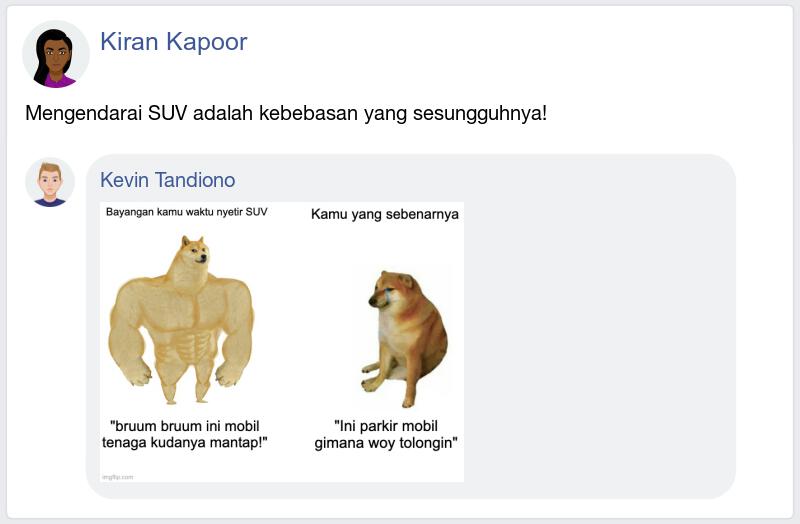 Kiran Kapoor
Mengendarai SUV adalah kebebasan yang sesungguhnya!
Kevin Tandiono
Bayangan kamu waktu nyetir SUV
Kamu yang sebenarnya
"bruum bruum ini mobil
tenaga kudanya mantap!"
"Ini parkir mobil
gimana woy tolongin"
imgflip.com